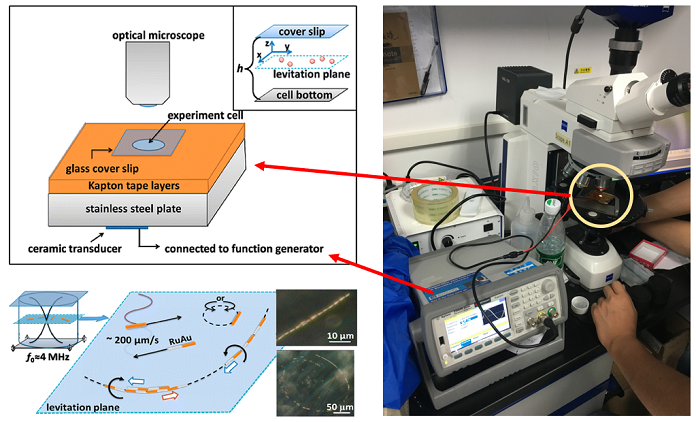 optical microscope
cover slip
z
y
x
h
levitation plane
cell bottom
experiment cell
glass cover slip
Kapton tape layers
stainless steel plate
ceramic transducer
connected to function generator
or
~ 200 μm/s
RuAu
f₀≈4 MHz
levitation plane
10 μm
50 μm